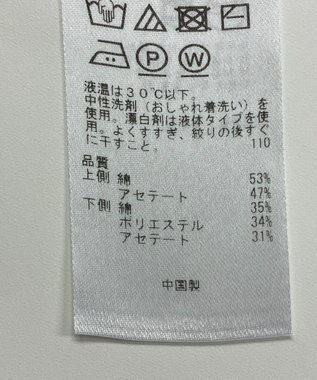 P W
液温は30℃以下。
中性洗剤(おしゃれ着洗い)を
使用。漂白剤は液体タイプを使
用。よくすすぎ、絞りの後すぐ
に干すこと。 110
品質
上側 綿 53%
アセテート 47%
下側 綿 35%
ポリエステル 34%
アセテート 31%
中国製